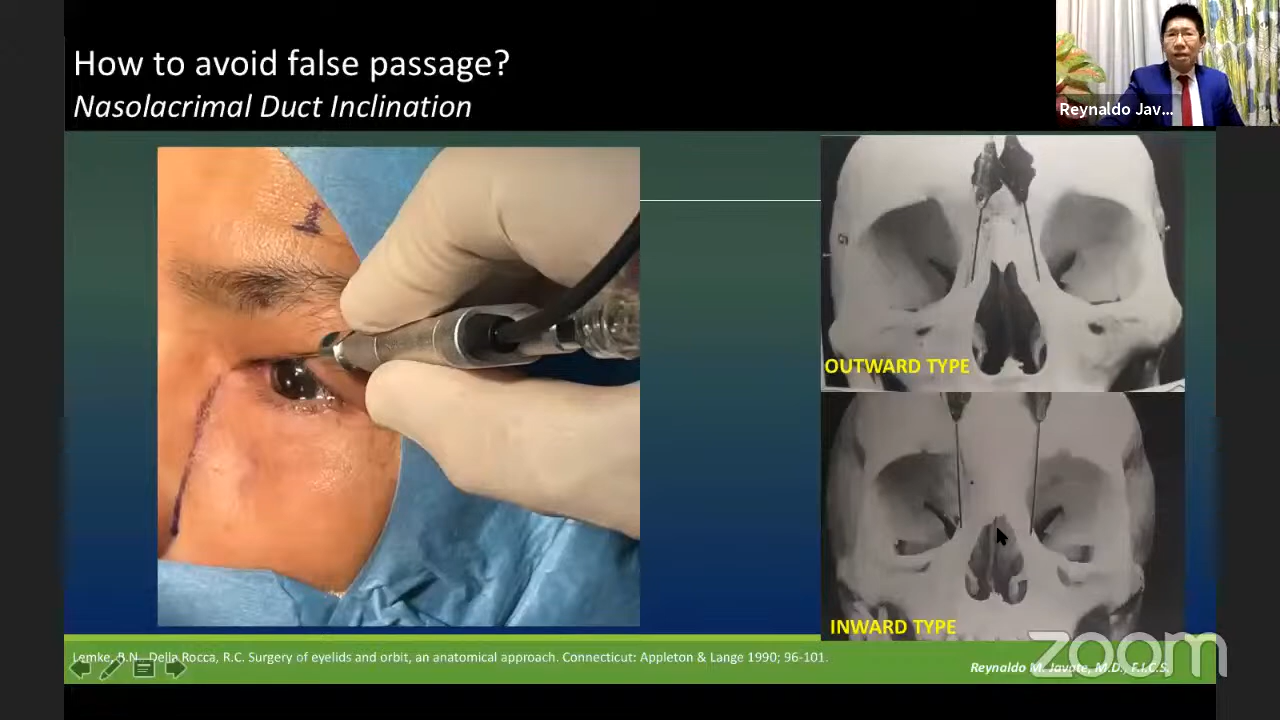 How to avoid false passage?
Nasolacrimal Duct Inclination
Reynaldo Jav...
OUTWARD TYPE
INWARD TYPE
Lemke, B.N., Della Rocca, R.C. Surgery of eyelids and orbit, an anatomical approach. Connecticut: Appleton & Lange 1990; 96-101.
Reynaldo M. Javate, M.D., F.I.C.S.
zoom